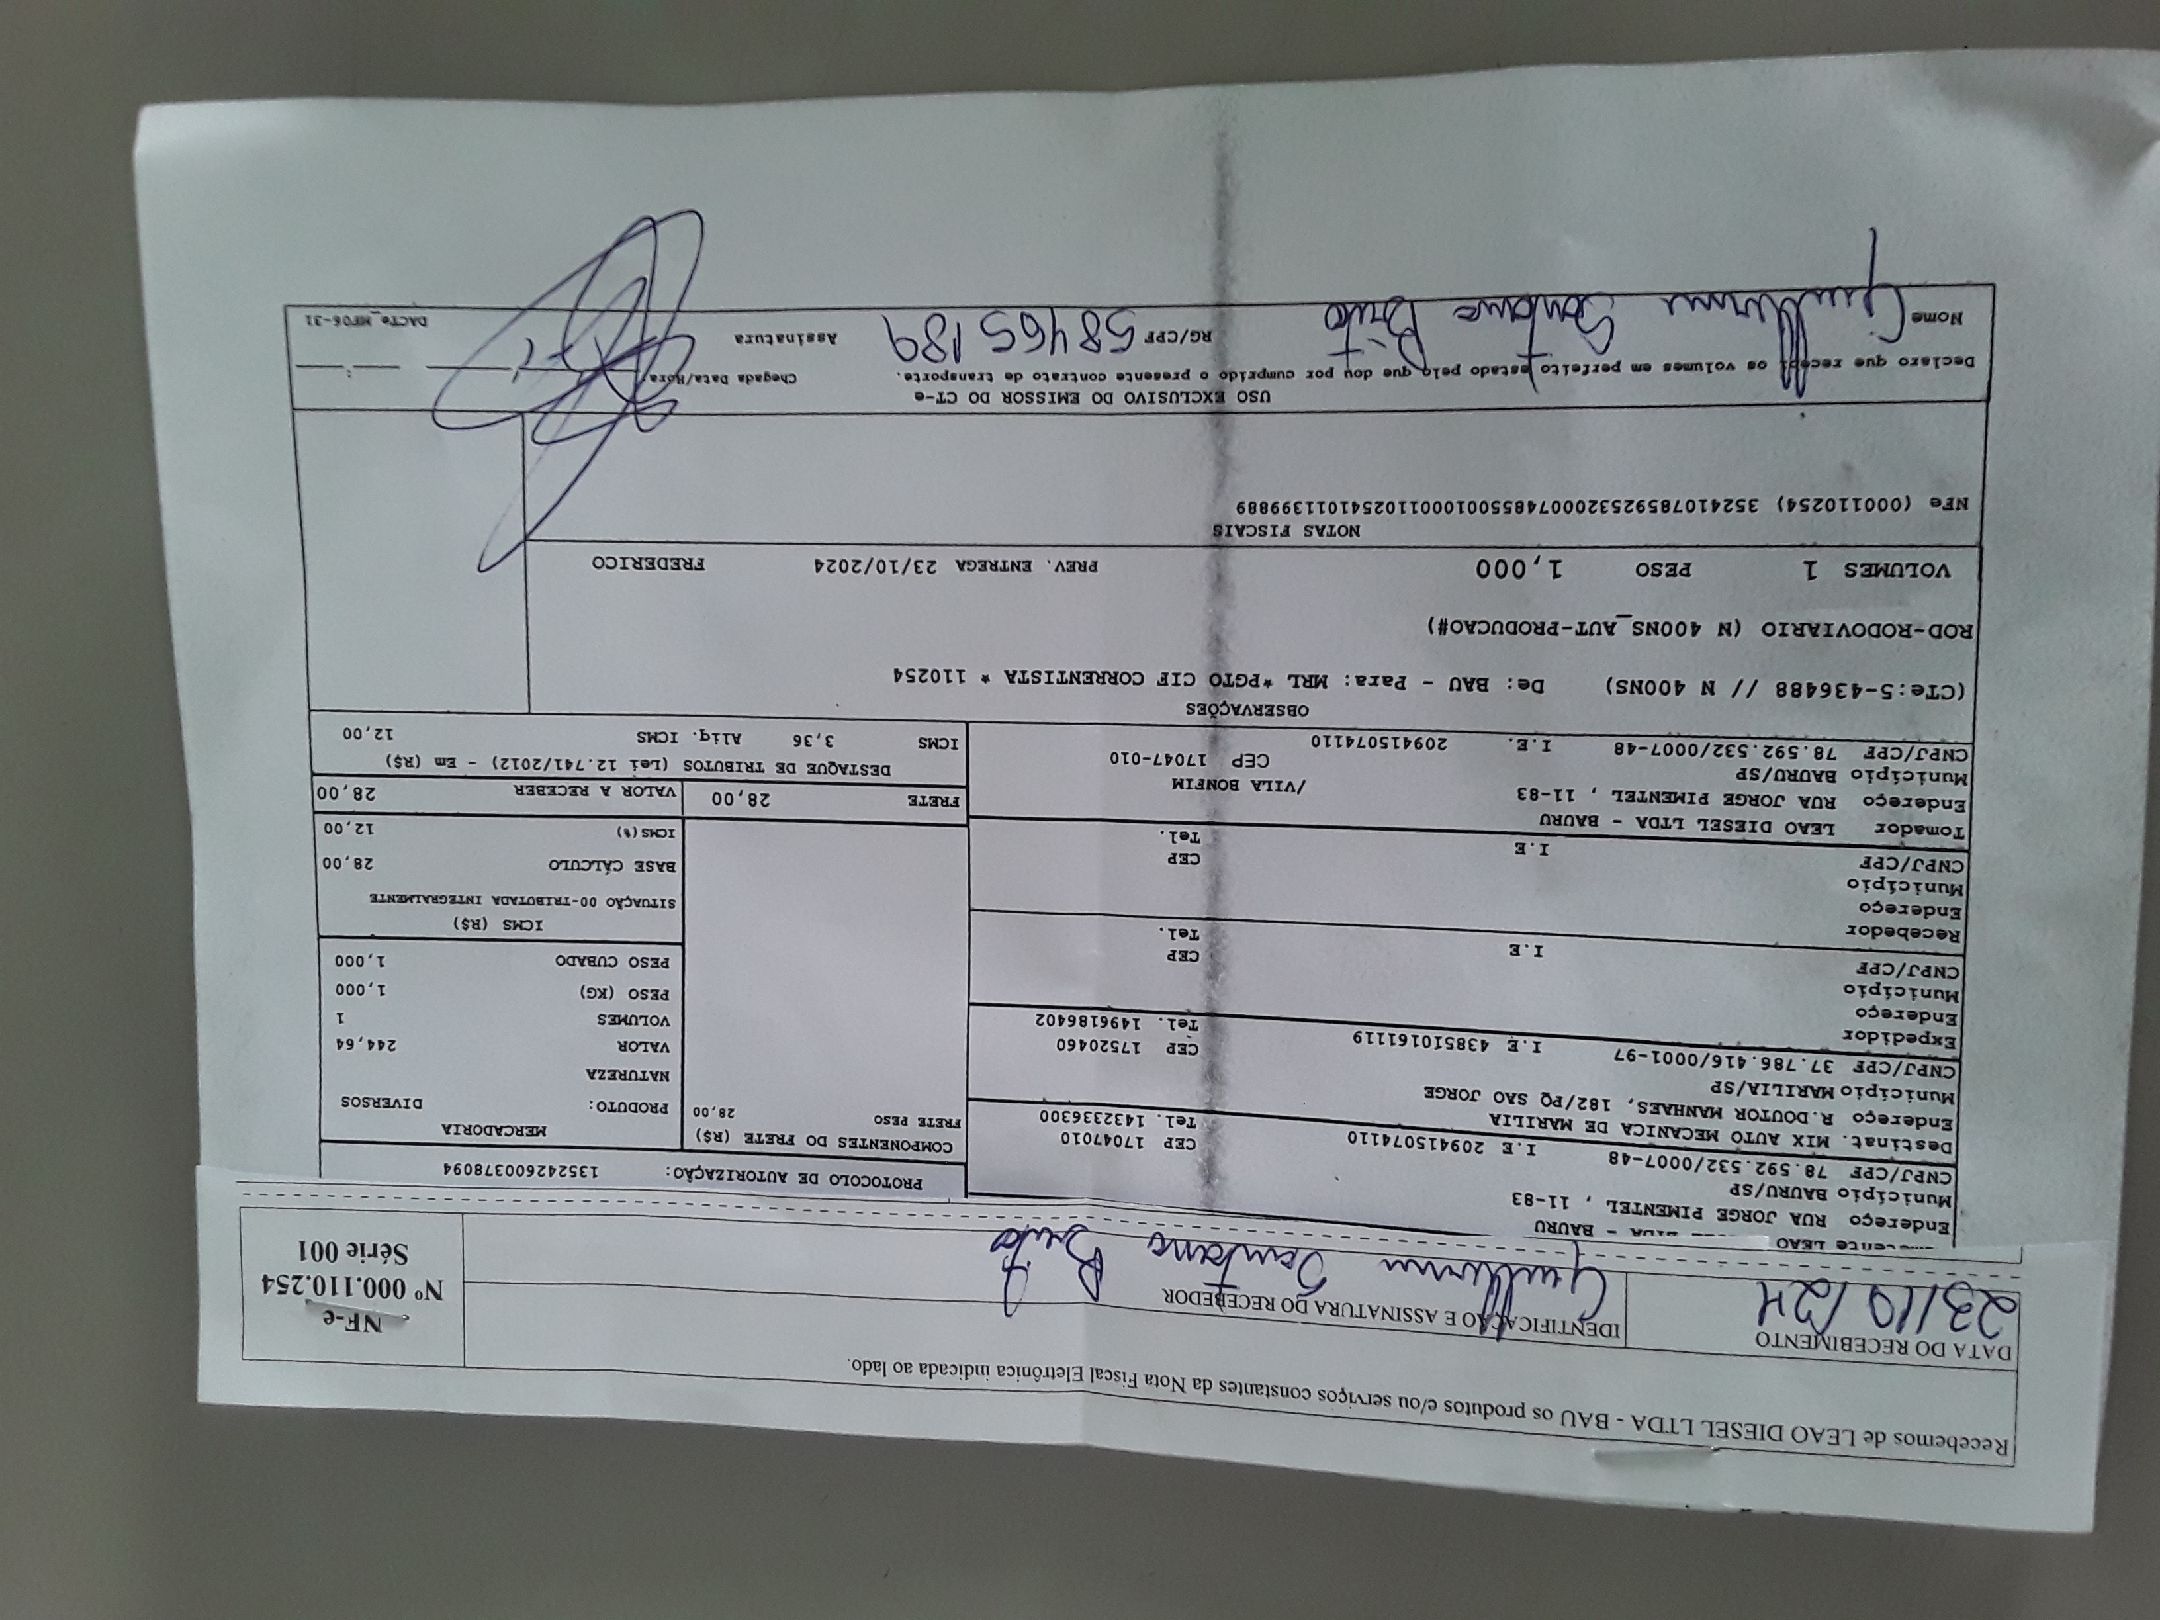 Recebemos de LEAO DIESEL LTDA - BAU os produtos e/ou serviços constantes da Nota Fiscal Eletrônica indicada ao lado.
DATA DO RECEBIMENTO
23/10/24
IDENTIFICAÇÃO E ASSINATURA DO RECEBEDOR
Guilherme Santana Brito
NF-e
Nº 000.110.254
Série 001
LEAO LTDA - BAURU
Endereço RUA JORGE PIMENTEL , 11-83
Município BAURU/SP CEP 17047010
CNPJ/CPF 78.592.532/0007-48 I.E 209415074110 Tel. 1432336300
Destinat. MIX AUTO MECANICA DE MARILIA
Endereço R.DOUTOR MANHAES, 182/PQ SAO JORGE
Município MARILIA/SP CEP 17520460
CNPJ/CPF 37.786.416/0001-97 I.E 438510161119 Tel. 1496186402
Expedidor
Endereço
Município CEP
CNPJ/CPF I.E Tel.
Recebedor
Endereço
Município CEP
CNPJ/CPF I.E Tel.
Tomador LEAO DIESEL LTDA - BAURU
Endereço RUA JORGE PIMENTEL , 11-83 /VILA BONFIM
Município BAURU/SP CEP 17047-010
CNPJ/CPF 78.592.532/0007-48 I.E. 209415074110
PROTOCOLO DE AUTORIZAÇÃO: 135242600378094
COMPONENTES DO FRETE (R$)
FRETE PESO 28,00
MERCADORIA
PRODUTO: DIVERSOS
NATUREZA
VALOR 244,64
VOLUMES 1
PESO (KG) 1,000
PESO CUBADO 1,000
ICMS (R$)
SITUAÇÃO 00-TRIBUTADA INTEGRALMENTE
BASE CÁLCULO 28,00
ICMS(%) 12,00
FRETE 28,00 VALOR A RECEBER 28,00
DESTAQUE DE TRIBUTOS (Lei 12.741/2012) - Em (R$)
ICMS 3,36 Aliq. ICMS 12,00
OBSERVAÇÕES
(CTe:5-436488 // N 400NS) De: BAU - Para: MRL *PGTO CIF CORRENTISTA * 110254
ROD-RODOVIARIO (N 400NS_AUT-PRODUCAO#)
VOLUMES 1 PESO 1,000 PREV. ENTREGA 23/10/2024 FREDERICO
NOTAS FISCAIS
NFe (000110254) 35241078592532000748550010001102541011399889
USO EXCLUSIVO DO EMISSOR DO CT-e
Declaro que recebi os volumes em perfeito estado pelo que dou por cumprido o presente contrato de transporte. Chegada Data/Hora:
Nome Guilherme Santana Brito RG/CPF 58465189 Assinatura
DACTe_MF06-31